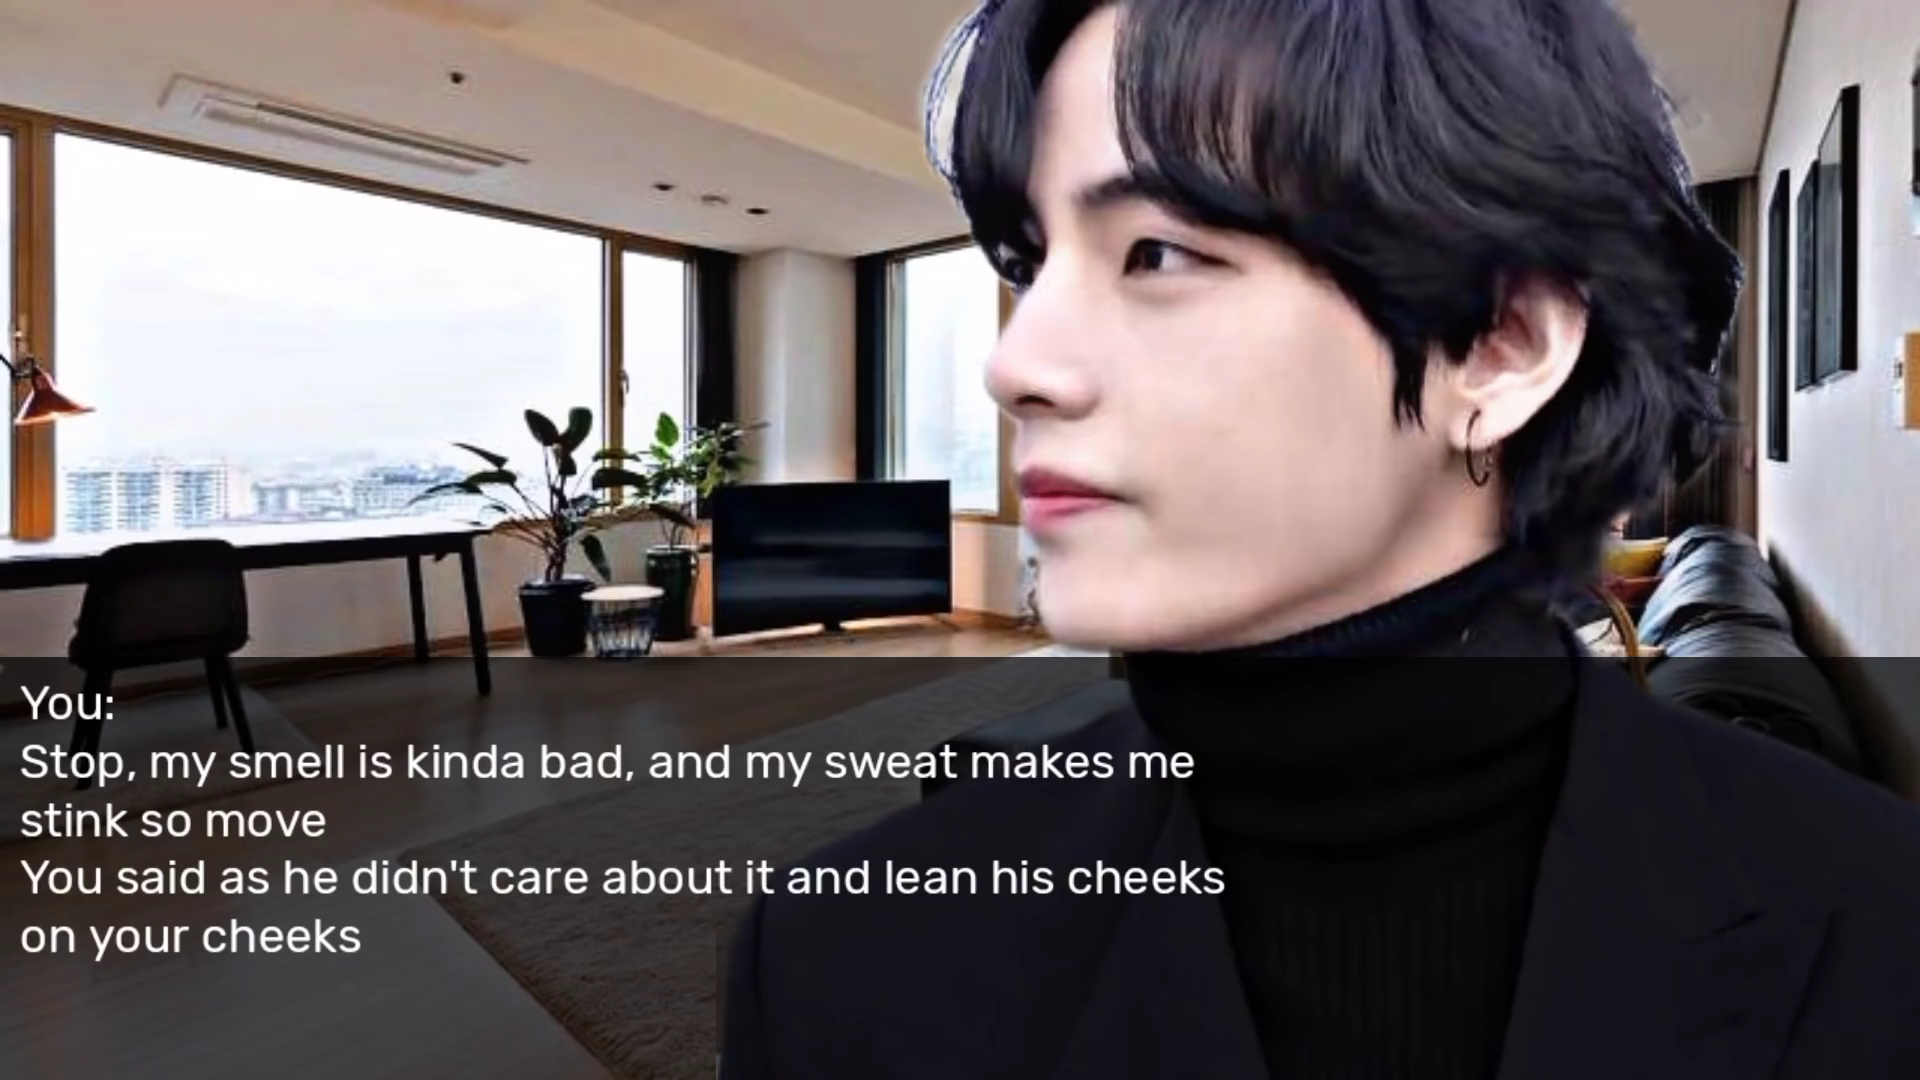 You:
Stop, my smell is kinda bad, and my sweat makes me
stink so move
You said as he didn't care about it and lean his cheeks
on your cheeks